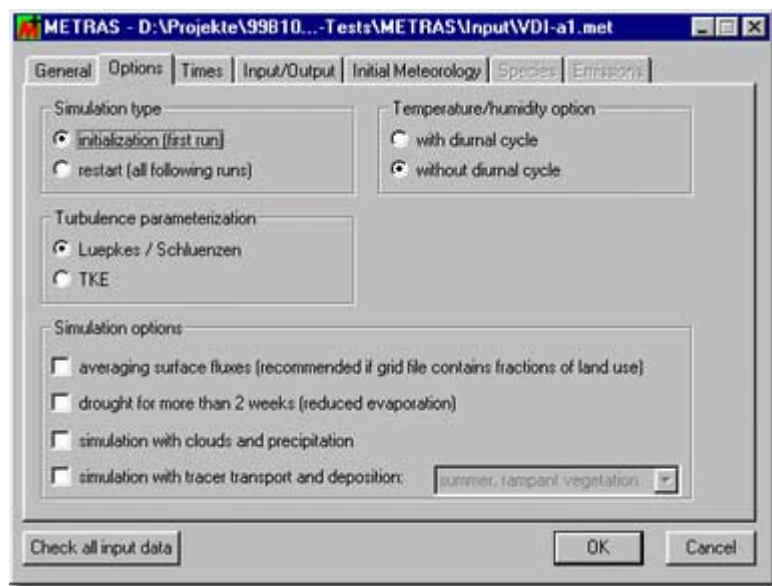 METRAS - D:\Projekte\99B10...-Tests\METRAS\Input\VDI-a1.met
General Options Times Input/Output Initial Meteorology Species Emissions
Simulation type
initialization (first run)
restart (all following runs)
Temperature/humidity option
with diurnal cycle
without diurnal cycle
Turbulence parameterization
Luepkes / Schluenzen
TKE
Simulation options
averaging surface fluxes (recommended if grid file contains fractions of land use)
drought for more than 2 weeks (reduced evaporation)
simulation with clouds and precipitation
simulation with tracer transport and deposition: summer, rampant vegetation
Check all input data OK Cancel